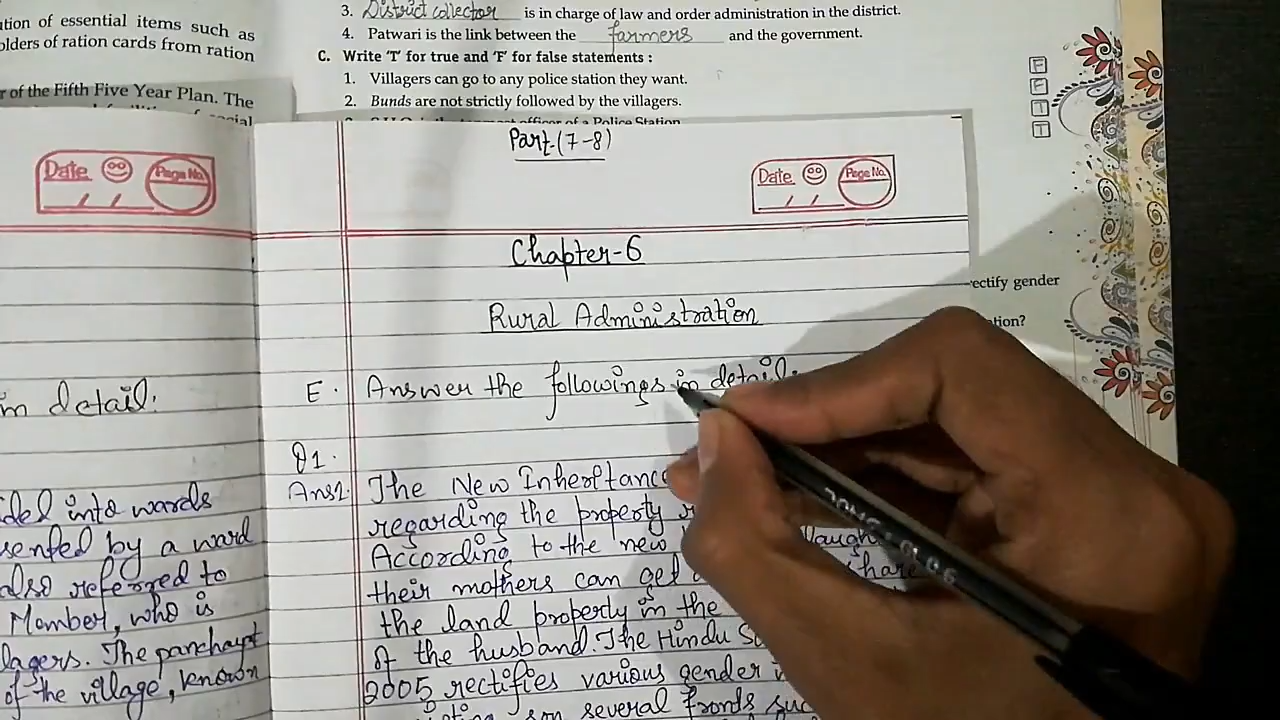 ution of essential items such as
olders of ration cards from ration
r of the Fifth Five Year Plan. The
3. District collector is in charge of law and order administration in the district.
4. Patwari is the link between the farmers and the government.
C. Write 'T' for true and 'F' for false statements :
1. Villagers can go to any police station they want.
F
2. Bunds are not strictly followed by the villagers.
F
T
T
ectify gender
tion?
Date
Page No.
in detail:
ded into wards
sented by a ward
also referred to
Member, who is
lagers. The panchayat
of the village, known
Part-(7-8)
Date
Page No.
Chapter-6
Rural Administration
E. Answer the followings in detail:
Q1.
Ans1. The New Inheritance
regarding the property
According to the new
their mothers can get share
the land property in the
of the husband. The Hindu
2005 rectifies various gender
several fronds